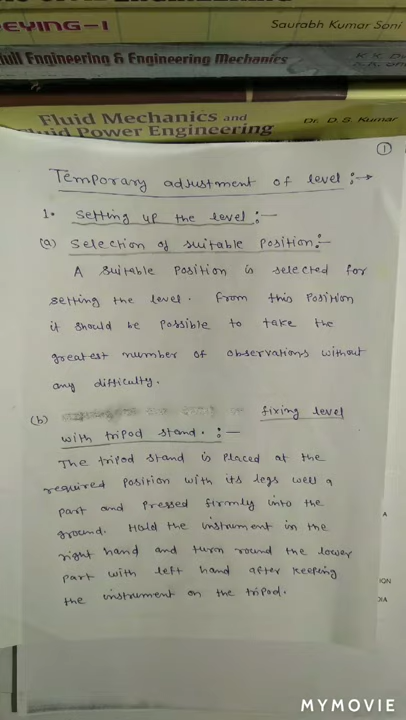 EYING-I
Saurabh Kumar Soni
Civil Engineering & Engineering Mechanics
Fluid Mechanics and
Fluid Power Engineering
Dr. D. S. Kumar
1
Temporary adjustment of level :→
1. Setting up the level :—
(a) Selection of suitable position :—
A suitable position is selected for
setting the level. from this position
it should be possible to take the
greatest number of observations without
any difficulty.
(b) fixing level
with tripod stand. :—
The tripod stand is placed at the
required position with its legs well a
part and pressed firmly into the
ground. Hold the instrument in the
right hand and turn round the lower
part with left hand after keeping
the instrument on the tripod.
MYMOVIE